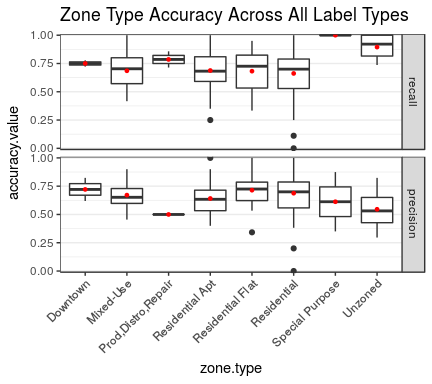 Zone Type Accuracy Across All Label Types
accuracy.value
1.00
0.75
0.50
0.25
0.00
recall
1.00
0.75
0.50
0.25
0.00
precision
Downtown
Mixed-Use
Prod,Distro,Repair
Residential Apt
Residential Flat
Residential
Special Purpose
Unzoned
zone.type